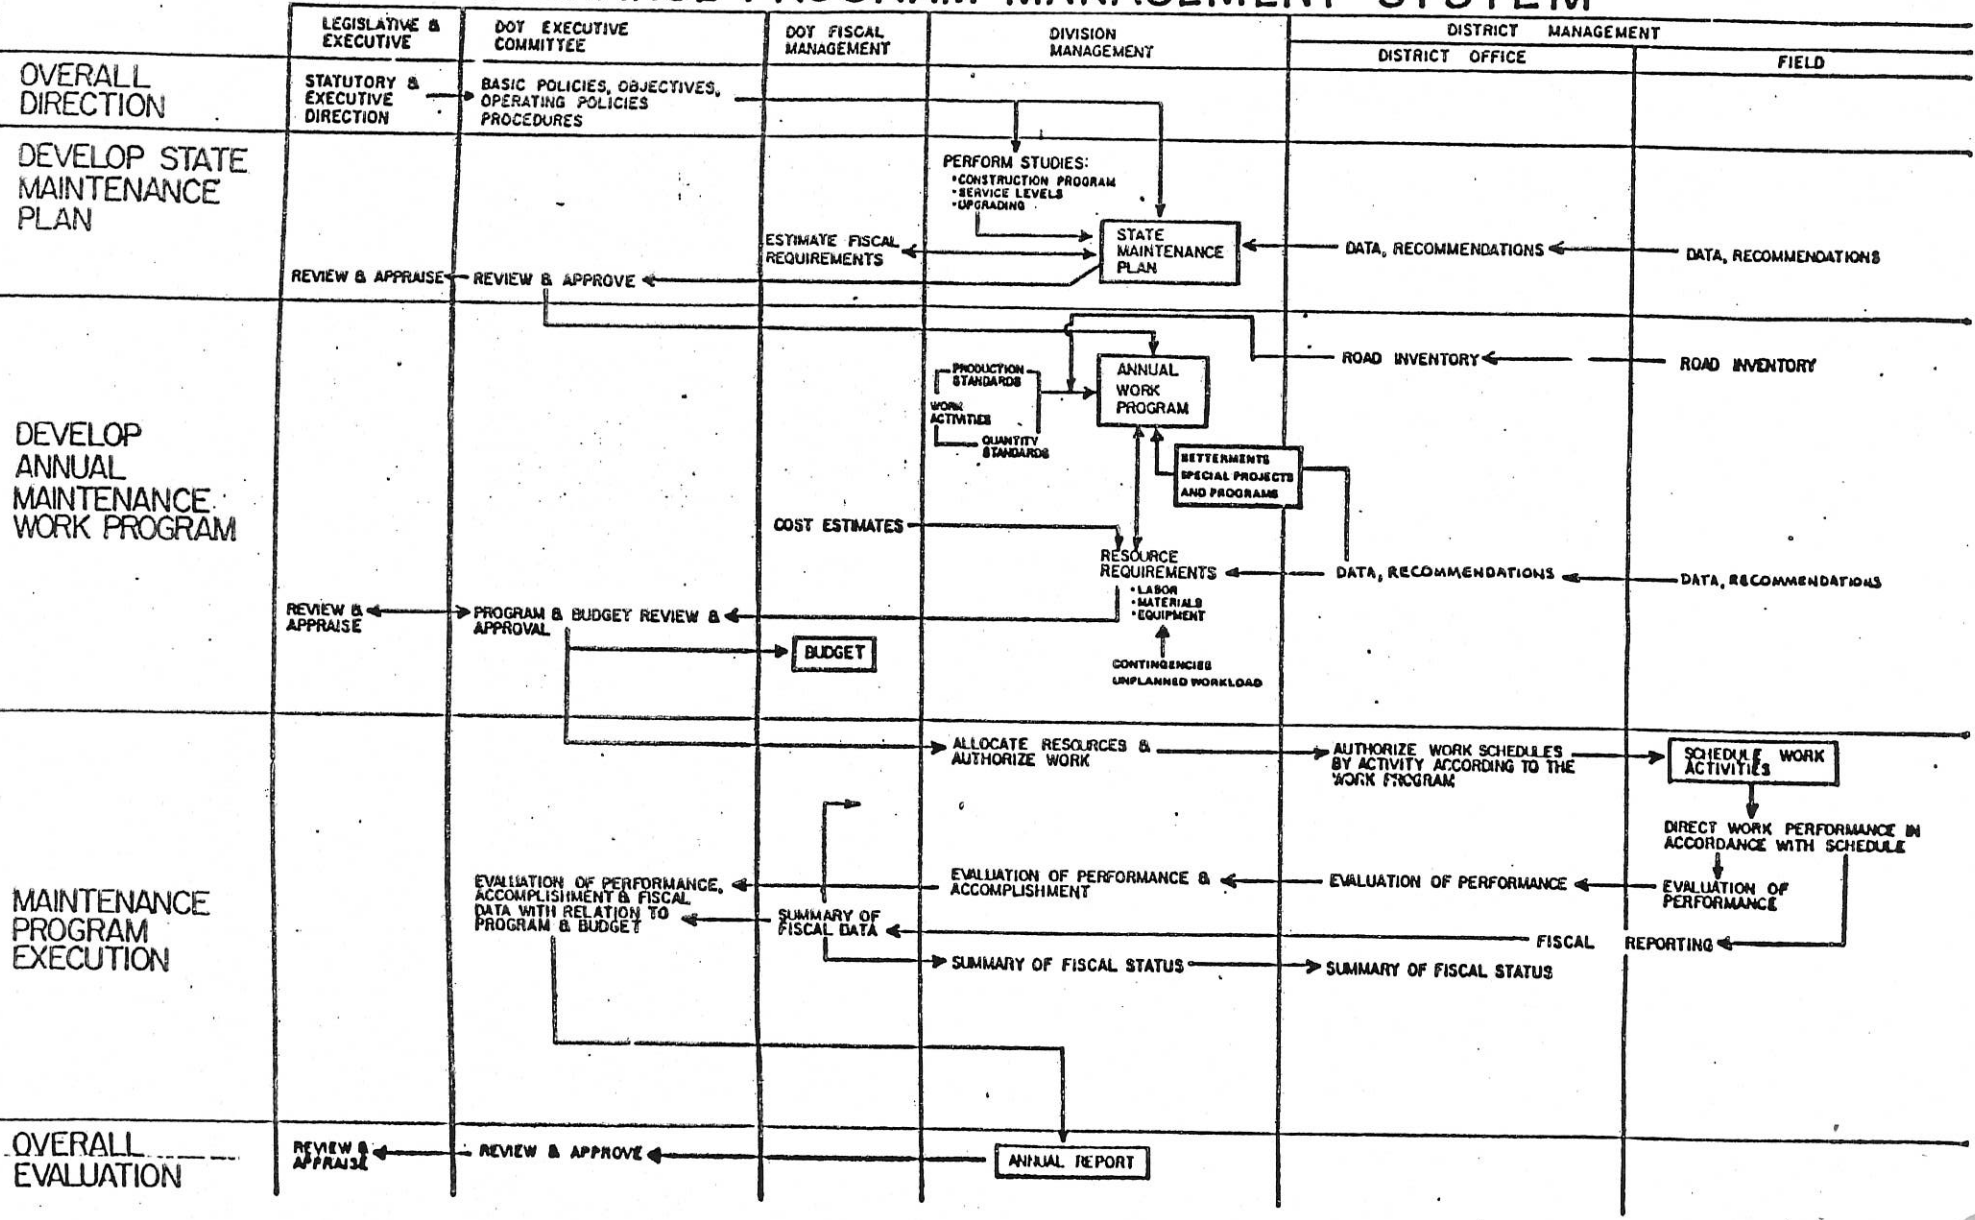 PROGRAM MANAGEMENT SYSTEM
LEGISLATIVE &
EXECUTIVE
DOT EXECUTIVE
COMMITTEE
DOT FISCAL
MANAGEMENT
DIVISION
MANAGEMENT
DISTRICT MANAGEMENT
DISTRICT OFFICE
FIELD
OVERALL
DIRECTION
STATUTORY &
EXECUTIVE
DIRECTION
BASIC POLICIES, OBJECTIVES,
OPERATING POLICIES
PROCEDURES
DEVELOP STATE
MAINTENANCE
PLAN
PERFORM STUDIES:
•CONSTRUCTION PROGRAM
•SERVICE LEVELS
•UPGRADING
STATE
MAINTENANCE
PLAN
ESTIMATE FISCAL
REQUIREMENTS
DATA, RECOMMENDATIONS
DATA, RECOMMENDATIONS
REVIEW & APPRAISE
REVIEW & APPROVE
DEVELOP
ANNUAL
MAINTENANCE
WORK PROGRAM
PRODUCTION
STANDARDS
WORK
ACTIVITIES
QUANTITY
STANDARDS
ANNUAL
WORK
PROGRAM
ROAD INVENTORY
ROAD INVENTORY
BETTERMENTS
SPECIAL PROJECTS
AND PROGRAMS
COST ESTIMATES
RESOURCE
REQUIREMENTS
•LABOR
•MATERIALS
•EQUIPMENT
DATA, RECOMMENDATIONS
DATA, RECOMMENDATIONS
REVIEW &
APPRAISE
PROGRAM & BUDGET REVIEW &
APPROVAL
BUDGET
CONTINGENCIES
UNPLANNED WORKLOAD
MAINTENANCE
PROGRAM
EXECUTION
ALLOCATE RESOURCES &
AUTHORIZE WORK
AUTHORIZE WORK SCHEDULES
BY ACTIVITY ACCORDING TO THE
WORK PROGRAM
SCHEDULE WORK
ACTIVITIES
DIRECT WORK PERFORMANCE IN
ACCORDANCE WITH SCHEDULE
EVALUATION OF PERFORMANCE,
ACCOMPLISHMENT & FISCAL
DATA WITH RELATION TO
PROGRAM & BUDGET
EVALUATION OF PERFORMANCE &
ACCOMPLISHMENT
EVALUATION OF PERFORMANCE
EVALUATION OF
PERFORMANCE
SUMMARY OF
FISCAL DATA
FISCAL REPORTING
SUMMARY OF FISCAL STATUS
SUMMARY OF FISCAL STATUS
OVERALL
EVALUATION
REVIEW &
APPRAISE
REVIEW & APPROVE
ANNUAL REPORT